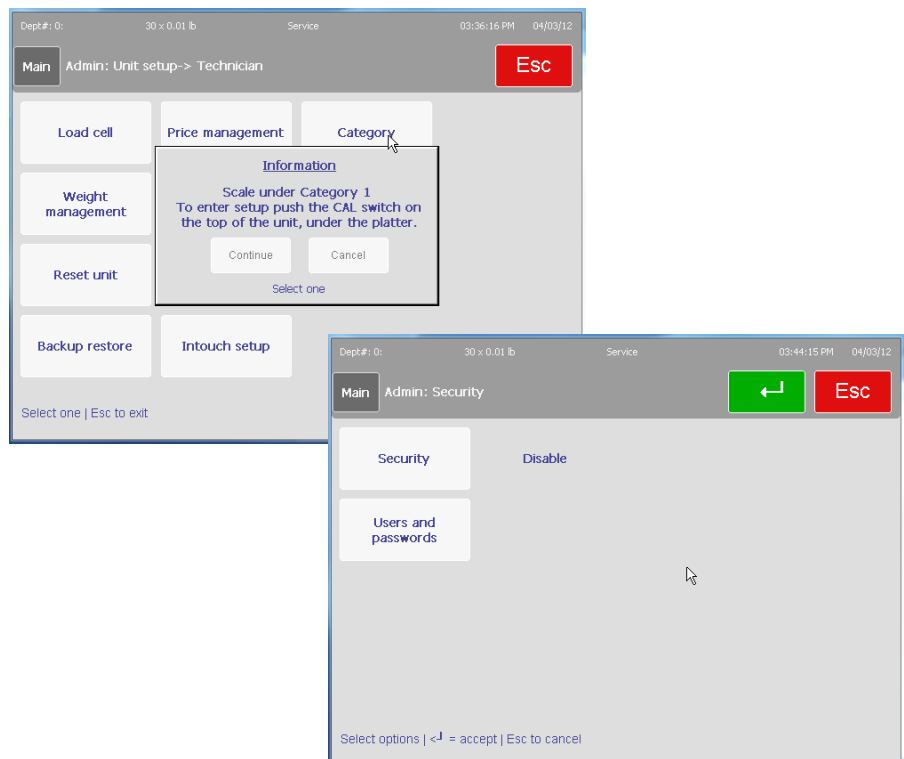 Dept#: 0: 30 x 0.01 lb Service 03:36:16 PM 04/03/12
Main Admin: Unit setup-> Technician Esc
Load cell Price management Category
Information
Scale under Category 1
To enter setup push the CAL switch on
the top of the unit, under the platter.
Continue Cancel
Select one
Weight
management
Reset unit
Backup restore Intouch setup
Select one | Esc to exit
Dept#: 0: 30 x 0.01 lb Service 03:44:15 PM 04/03/12
Main Admin: Security Esc
Security Disable
Users and
passwords
Select options | <┘ = accept | Esc to cancel